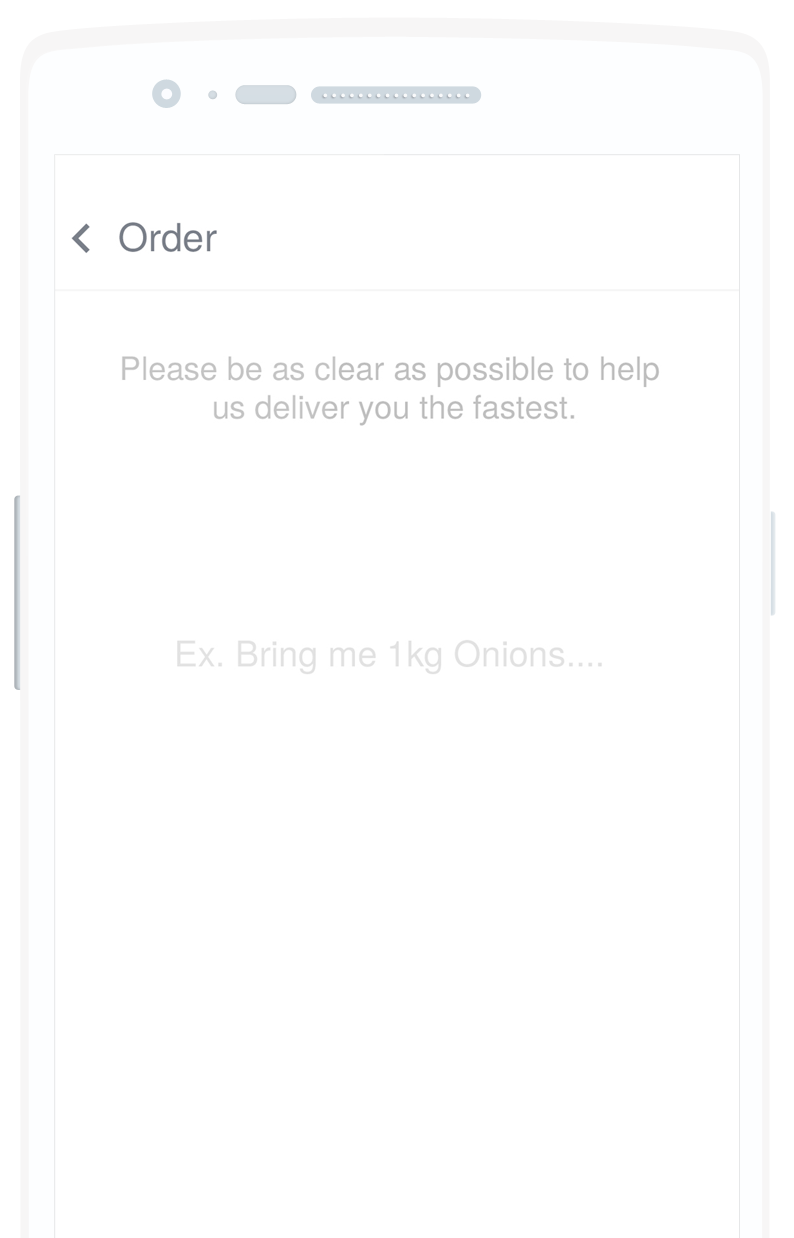 Order
Please be as clear as possible to help
us deliver you the fastest.
Ex. Bring me 1kg Onions....